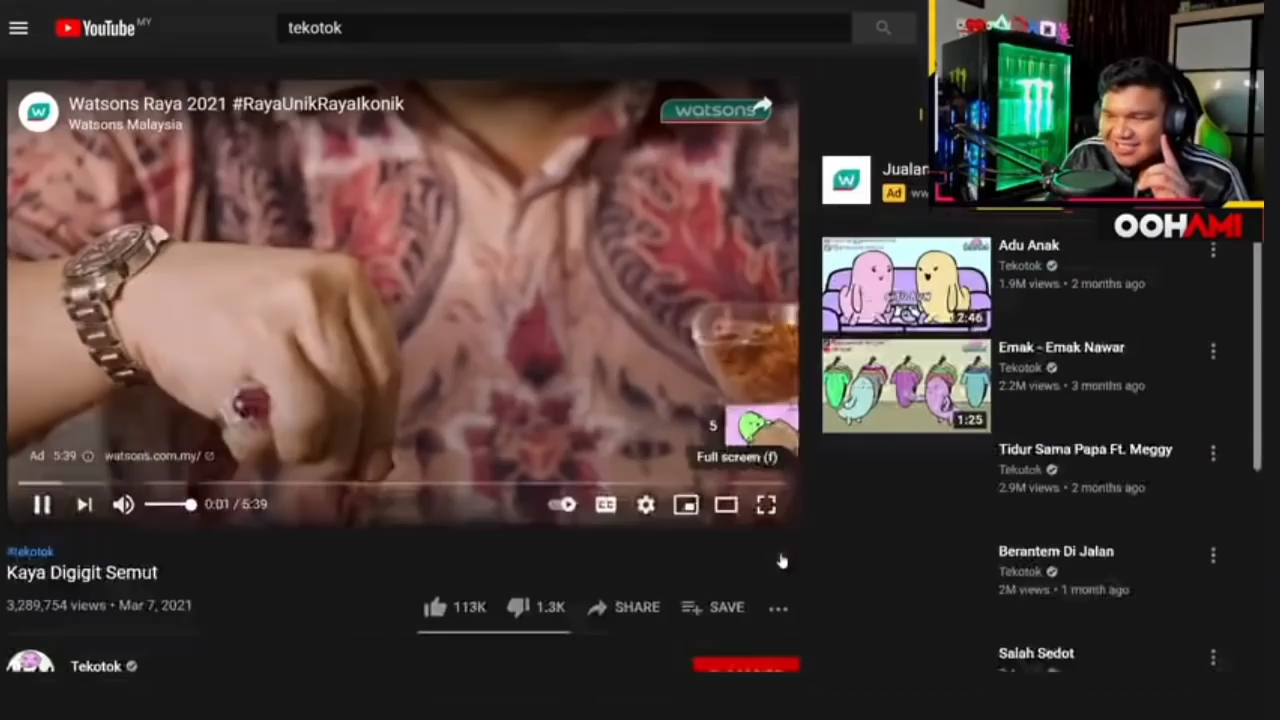 YouTube MY
tekotok
Watsons Raya 2021 #RayaUnikRayaIkonik
Watsons Malaysia
watsons
Ad 5:39 watsons.com.my/
5
Full screen (f)
0:01 / 5:39
CC
#tekotok
Kaya Digigit Semut
3,289,754 views • Mar 7, 2021
113K
1.3K
SHARE
SAVE
Tekotok
OOHAMI
Jualan
Ad
Adu Anak
Tekotok
1.9M views • 2 months ago
2:46
Emak - Emak Nawar
Tekotok
2.2M views • 3 months ago
1:25
Tidur Sama Papa Ft. Meggy
Tekotok
2.9M views • 2 months ago
Berantem Di Jalan
Tekotok
2M views • 1 month ago
Salah Sedot